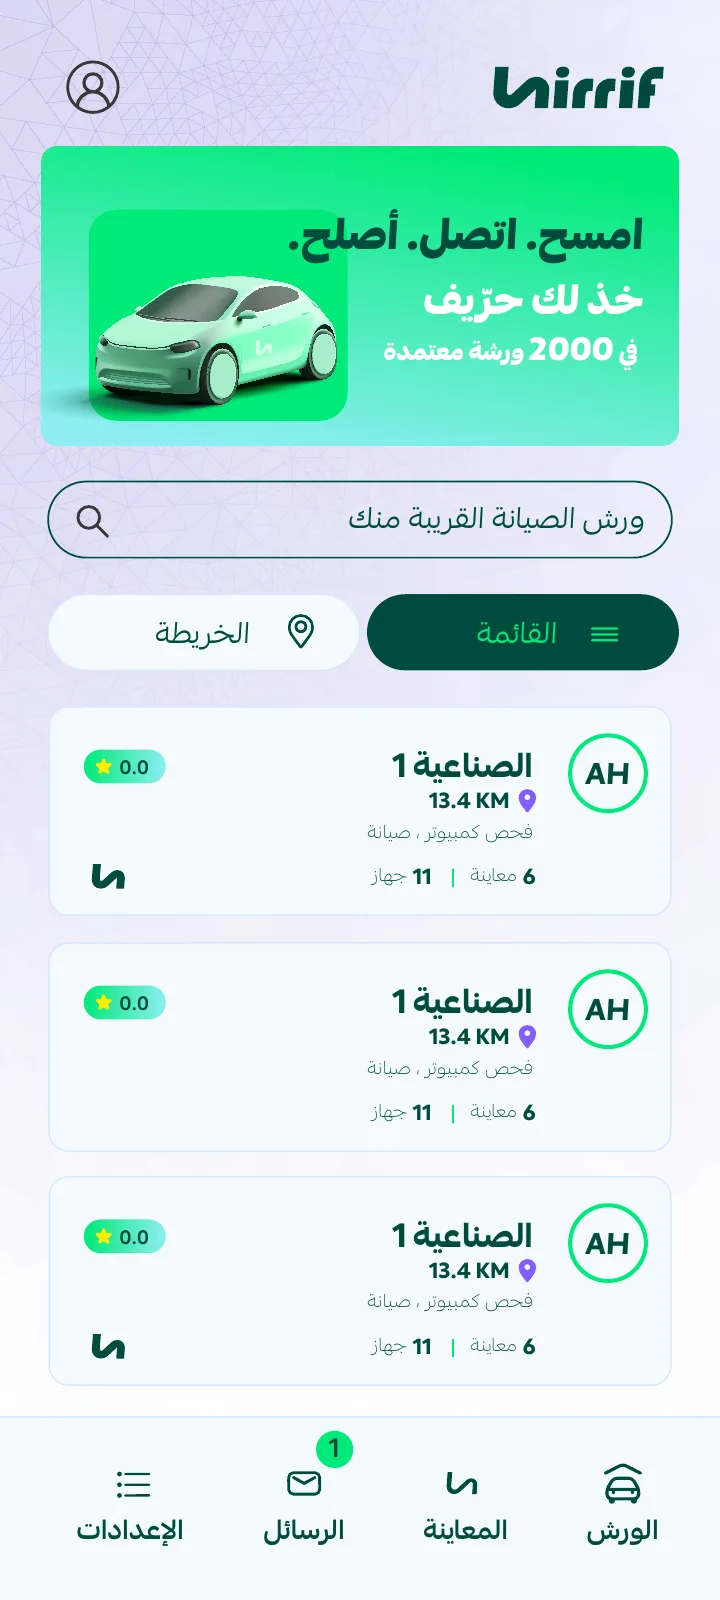 Hirrif
امسح. اتصل. أصلح.
خذ لك حرّيف
في 2000 ورشة معتمدة
ورش الصيانة القريبة منك
القائمة
الخريطة
AH
الصناعية 1
0.0
13.4 KM
فحص كمبيوتر ، صيانة
6 معاينة | 11 جهاز
AH
الصناعية 1
0.0
13.4 KM
فحص كمبيوتر ، صيانة
6 معاينة | 11 جهاز
AH
الصناعية 1
0.0
13.4 KM
فحص كمبيوتر ، صيانة
6 معاينة | 11 جهاز
1
الورش
المعاينة
الرسائل
الإعدادات